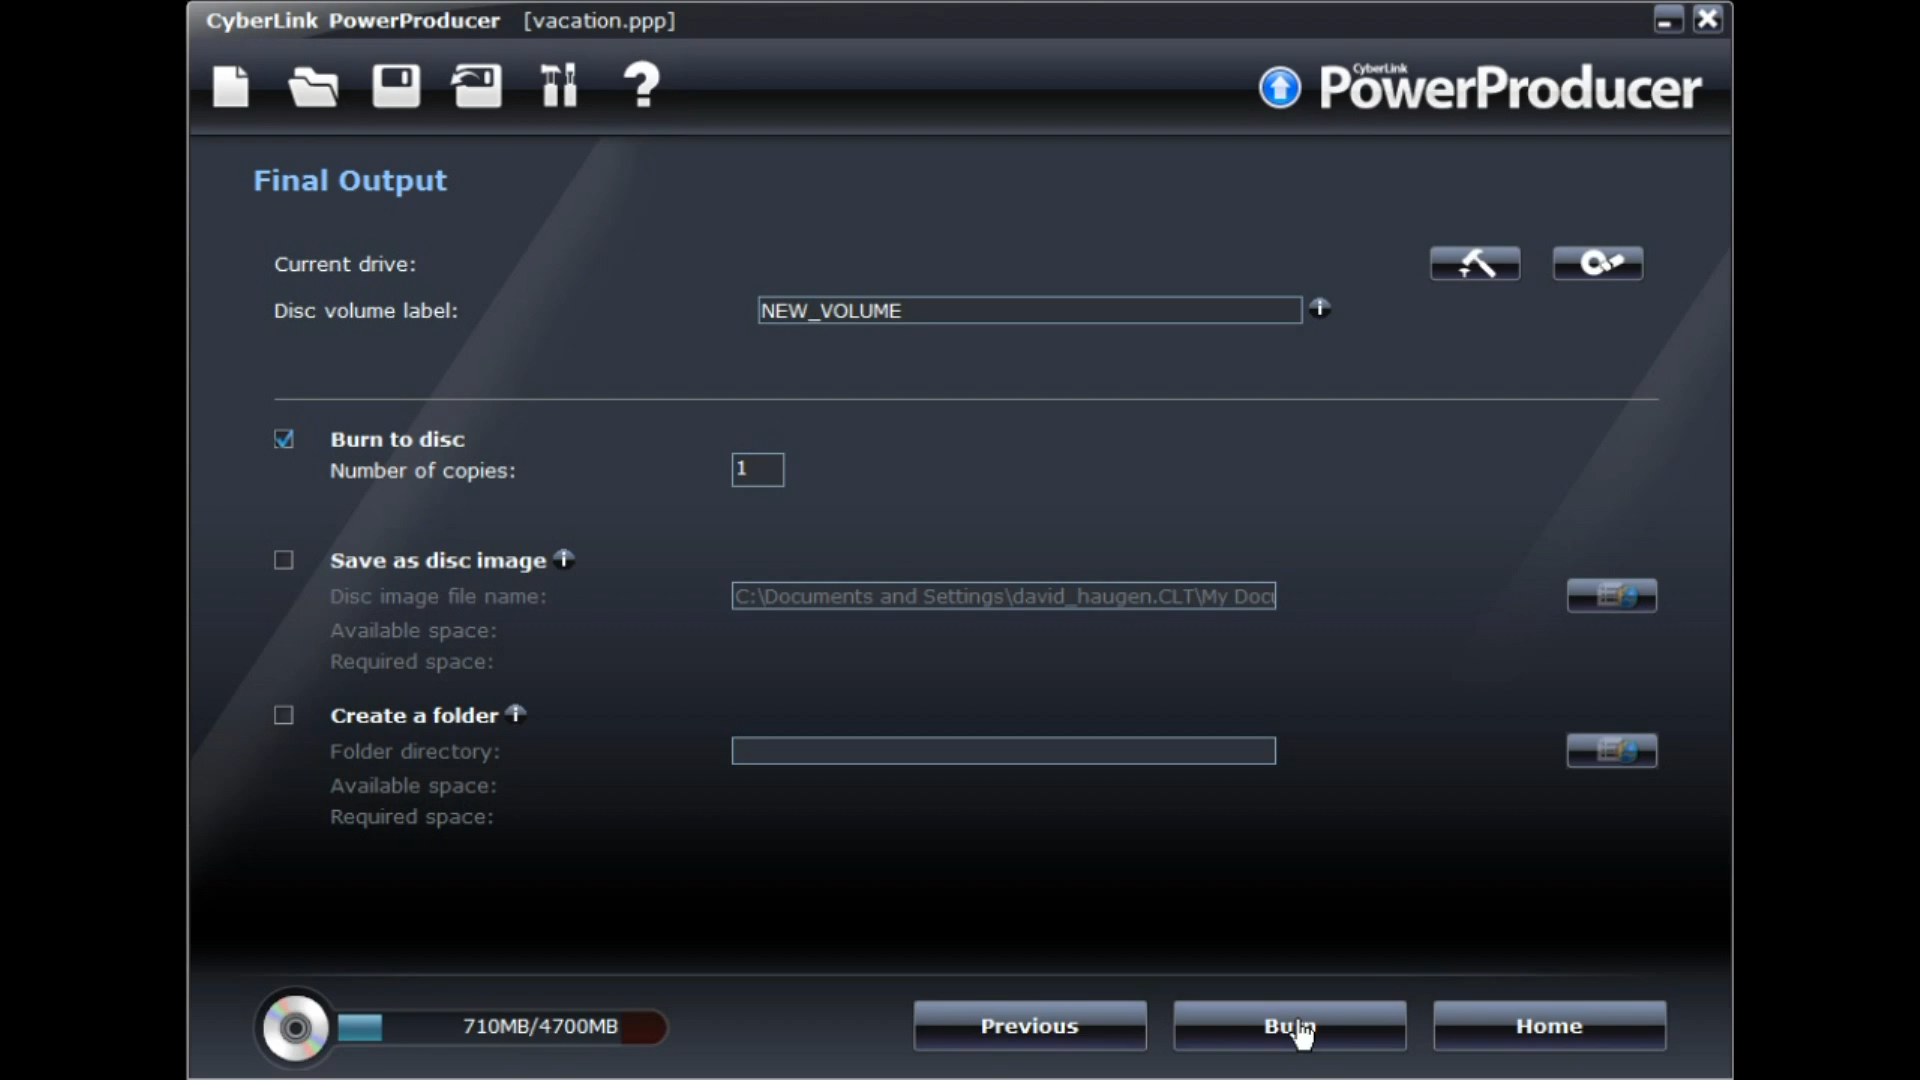 CyberLink PowerProducer [vacation.ppp]
CyberLink
PowerProducer
Final Output
Current drive:
Disc volume label: NEW_VOLUME
Burn to disc
Number of copies: 1
Save as disc image
Disc image file name: C:\Documents and Settings\david_haugen.CLT\My Docu
Available space:
Required space:
Create a folder
Folder directory:
Available space:
Required space:
710MB/4700MB Previous Burn Home